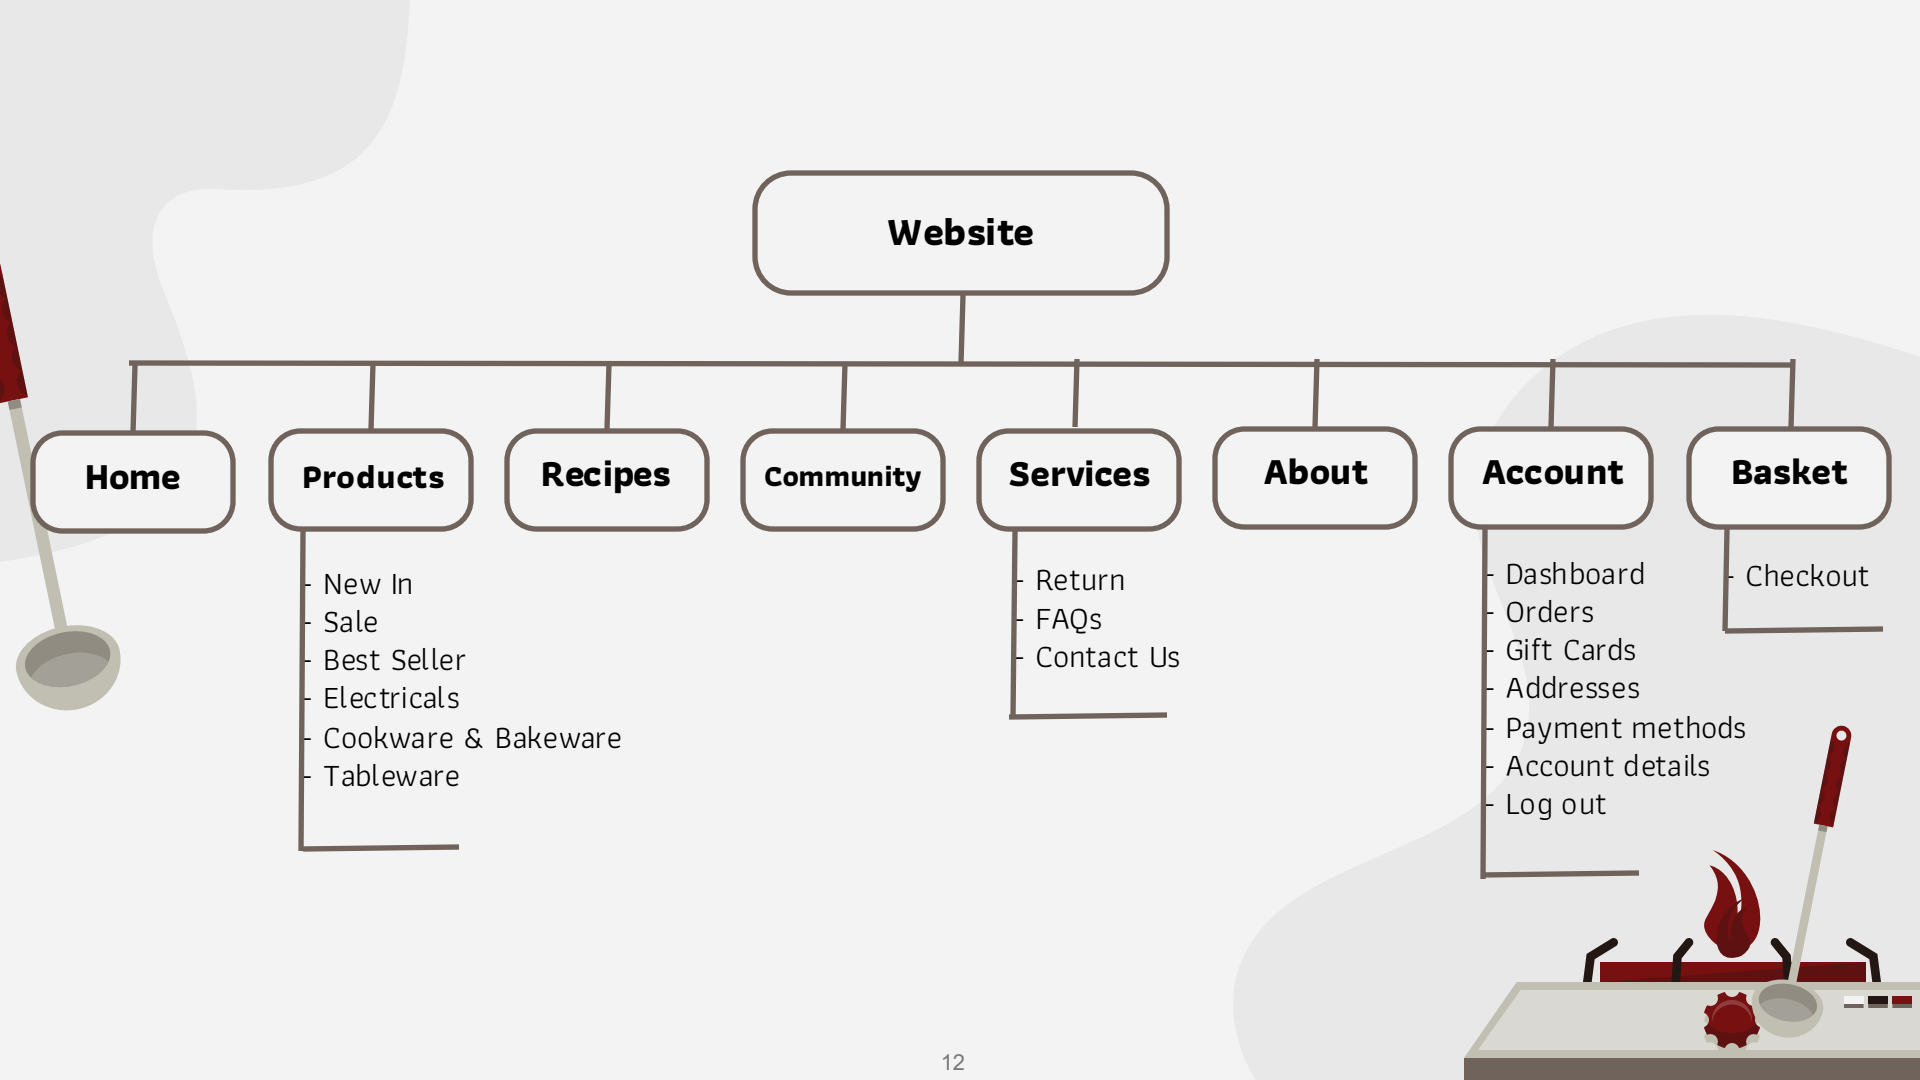 Website
Home
Products
Recipes
Community
Services
About
Account
Basket
- New In
- Sale
- Best Seller
- Electricals
- Cookware & Bakeware
- Tableware
- Return
- FAQs
- Contact Us
- Dashboard
- Orders
- Gift Cards
- Addresses
- Payment methods
- Account details
- Log out
- Checkout
12